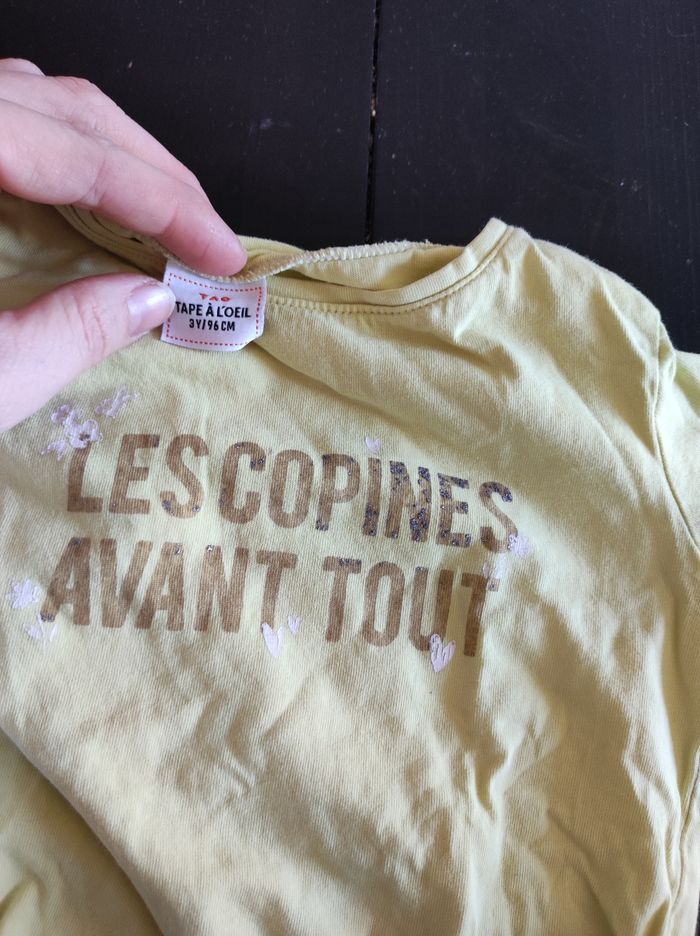 TAO
TAPE À L'OEIL
3Y/96 CM
LES COPINES
AVANT TOUT